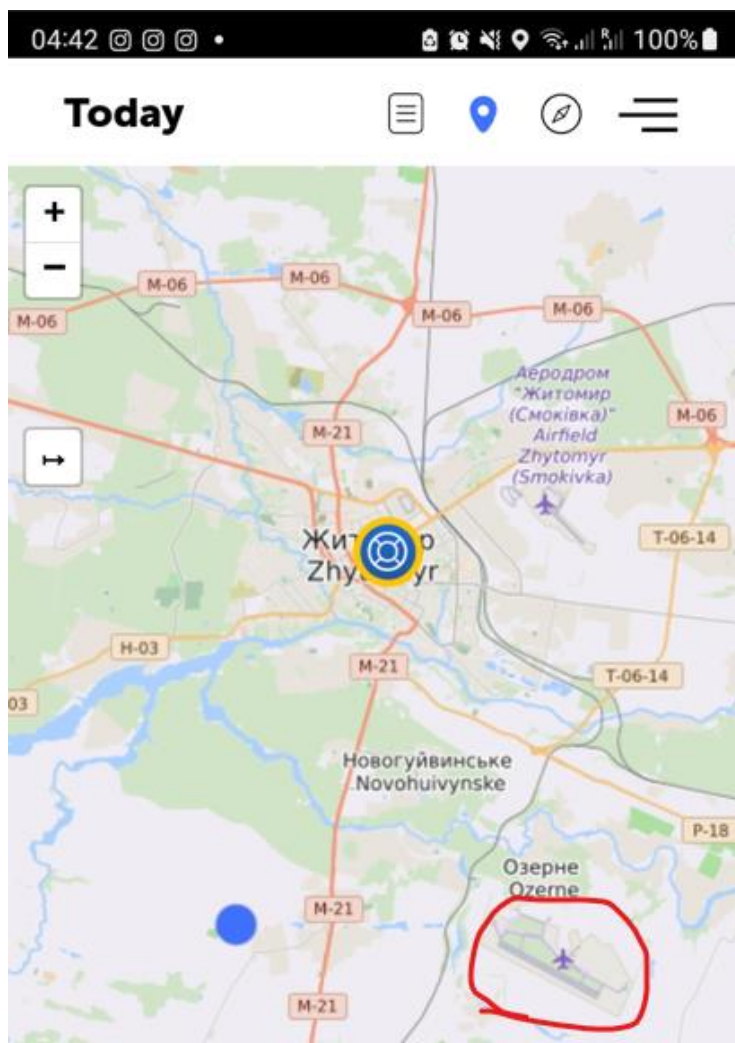 04:42
100%
Today
+
−
M-06
M-06
M-06
M-06
M-06
Аеродром
"Житомир
(Смоківка)"
Airfield
Zhytomyr
(Smokivka)
M-06
M-21
T-06-14
H-03
M-21
T-06-14
03
Новогуйвинське
Novohuivynske
P-18
Озерне
Ozerne
M-21
M-21